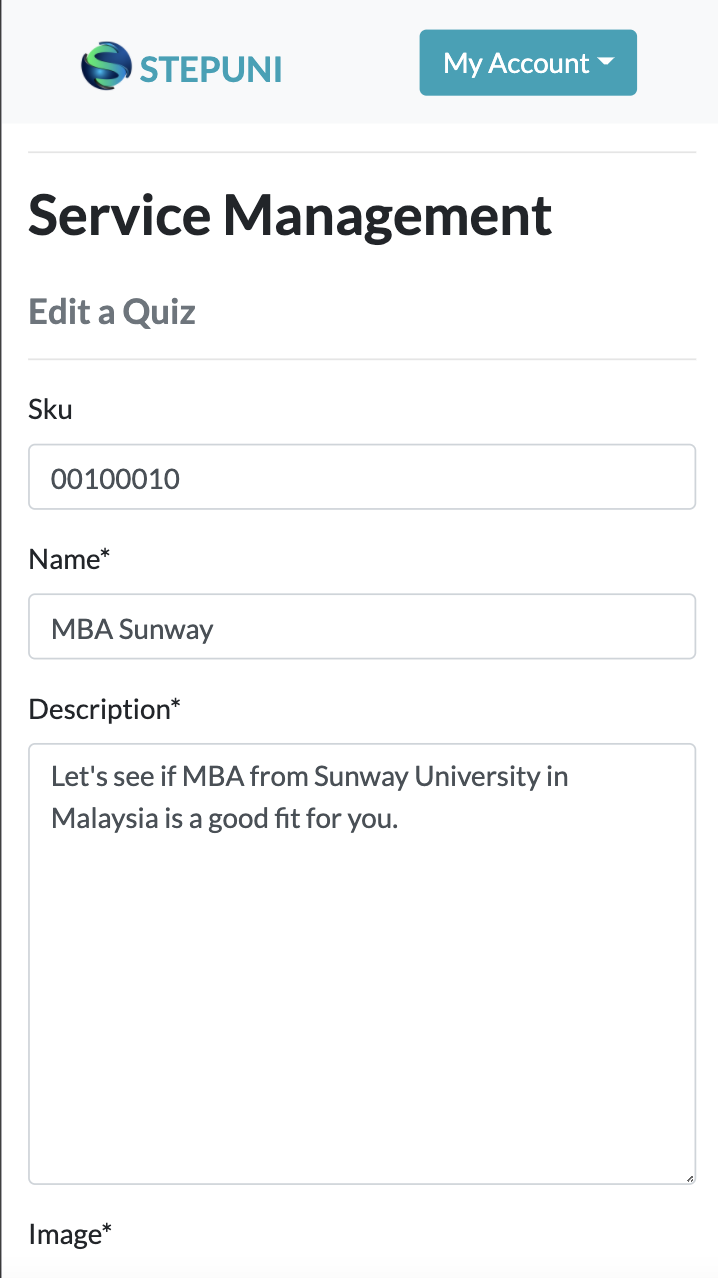 STEPUNI
My Account
Service Management
Edit a Quiz
Sku
00100010
Name*
MBA Sunway
Description*
Let's see if MBA from Sunway University in
Malaysia is a good fit for you.
Image*